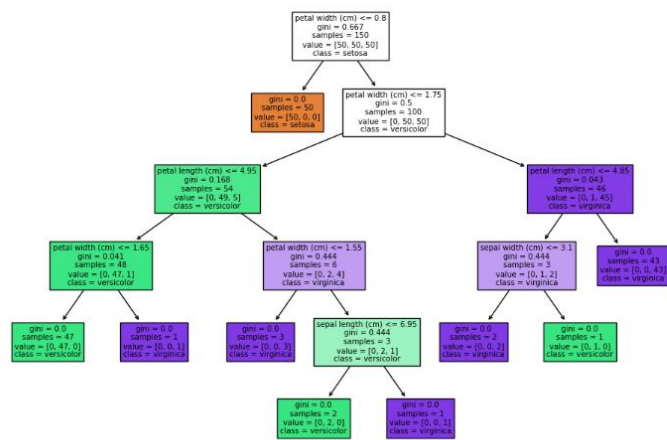 petal width (cm) <= 0.8
gini = 0.667
samples = 150
value = [50, 50, 50]
class = setosa
gini = 0.0
samples = 50
value = [50, 0, 0]
class = setosa
petal width (cm) <= 1.75
gini = 0.5
samples = 100
value = [0, 50, 50]
class = versicolor
petal length (cm) <= 4.95
gini = 0.168
samples = 54
value = [0, 49, 5]
class = versicolor
petal length (cm) <= 4.85
gini = 0.043
samples = 46
value = [0, 1, 45]
class = virginica
petal width (cm) <= 1.65
gini = 0.041
samples = 48
value = [0, 47, 1]
class = versicolor
petal width (cm) <= 1.55
gini = 0.444
samples = 6
value = [0, 2, 4]
class = virginica
sepal width (cm) <= 3.1
gini = 0.444
samples = 3
value = [0, 1, 2]
class = virginica
gini = 0.0
samples = 43
value = [0, 0, 43]
class = virginica
gini = 0.0
samples = 47
value = [0, 47, 0]
class = versicolor
gini = 0.0
samples = 1
value = [0, 0, 1]
class = virginica
gini = 0.0
samples = 3
value = [0, 0, 3]
class = virginica
sepal length (cm) <= 6.95
gini = 0.444
samples = 3
value = [0, 2, 1]
class = versicolor
gini = 0.0
samples = 2
value = [0, 0, 2]
class = virginica
gini = 0.0
samples = 1
value = [0, 1, 0]
class = versicolor
gini = 0.0
samples = 2
value = [0, 2, 0]
class = versicolor
gini = 0.0
samples = 1
value = [0, 0, 1]
class = virginica